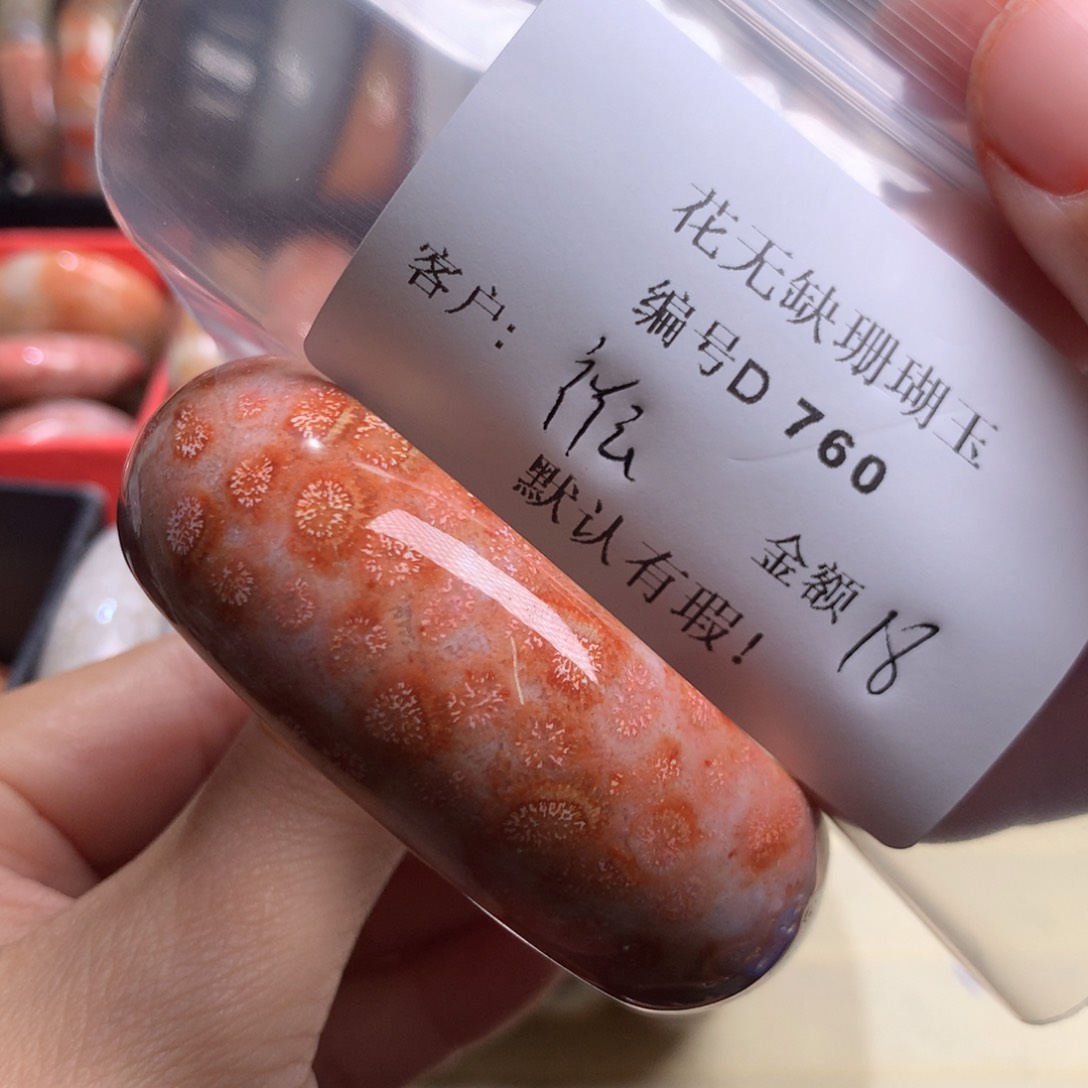 花无缺珊瑚玉
编号D 760
客户:
金额 18
默认有瑕!